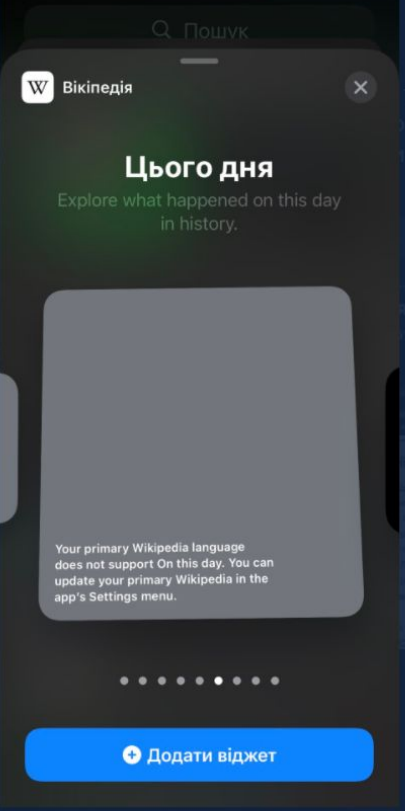 Пошук
W Вікіпедія
Цього дня
Explore what happened on this day
in history.
Your primary Wikipedia language
does not support On this day. You can
update your primary Wikipedia in the
app's Settings menu.
Додати віджет